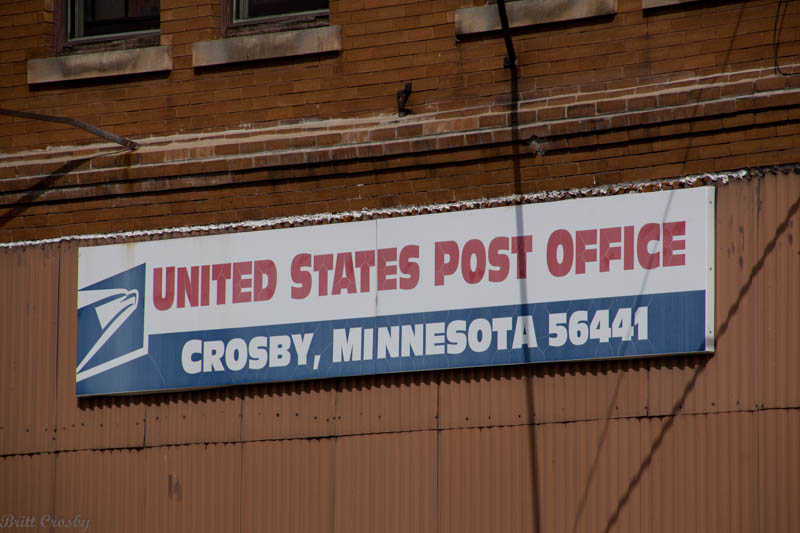 UNITED STATES POST OFFICE
CROSBY, MINNESOTA 56441
Britt Crosby